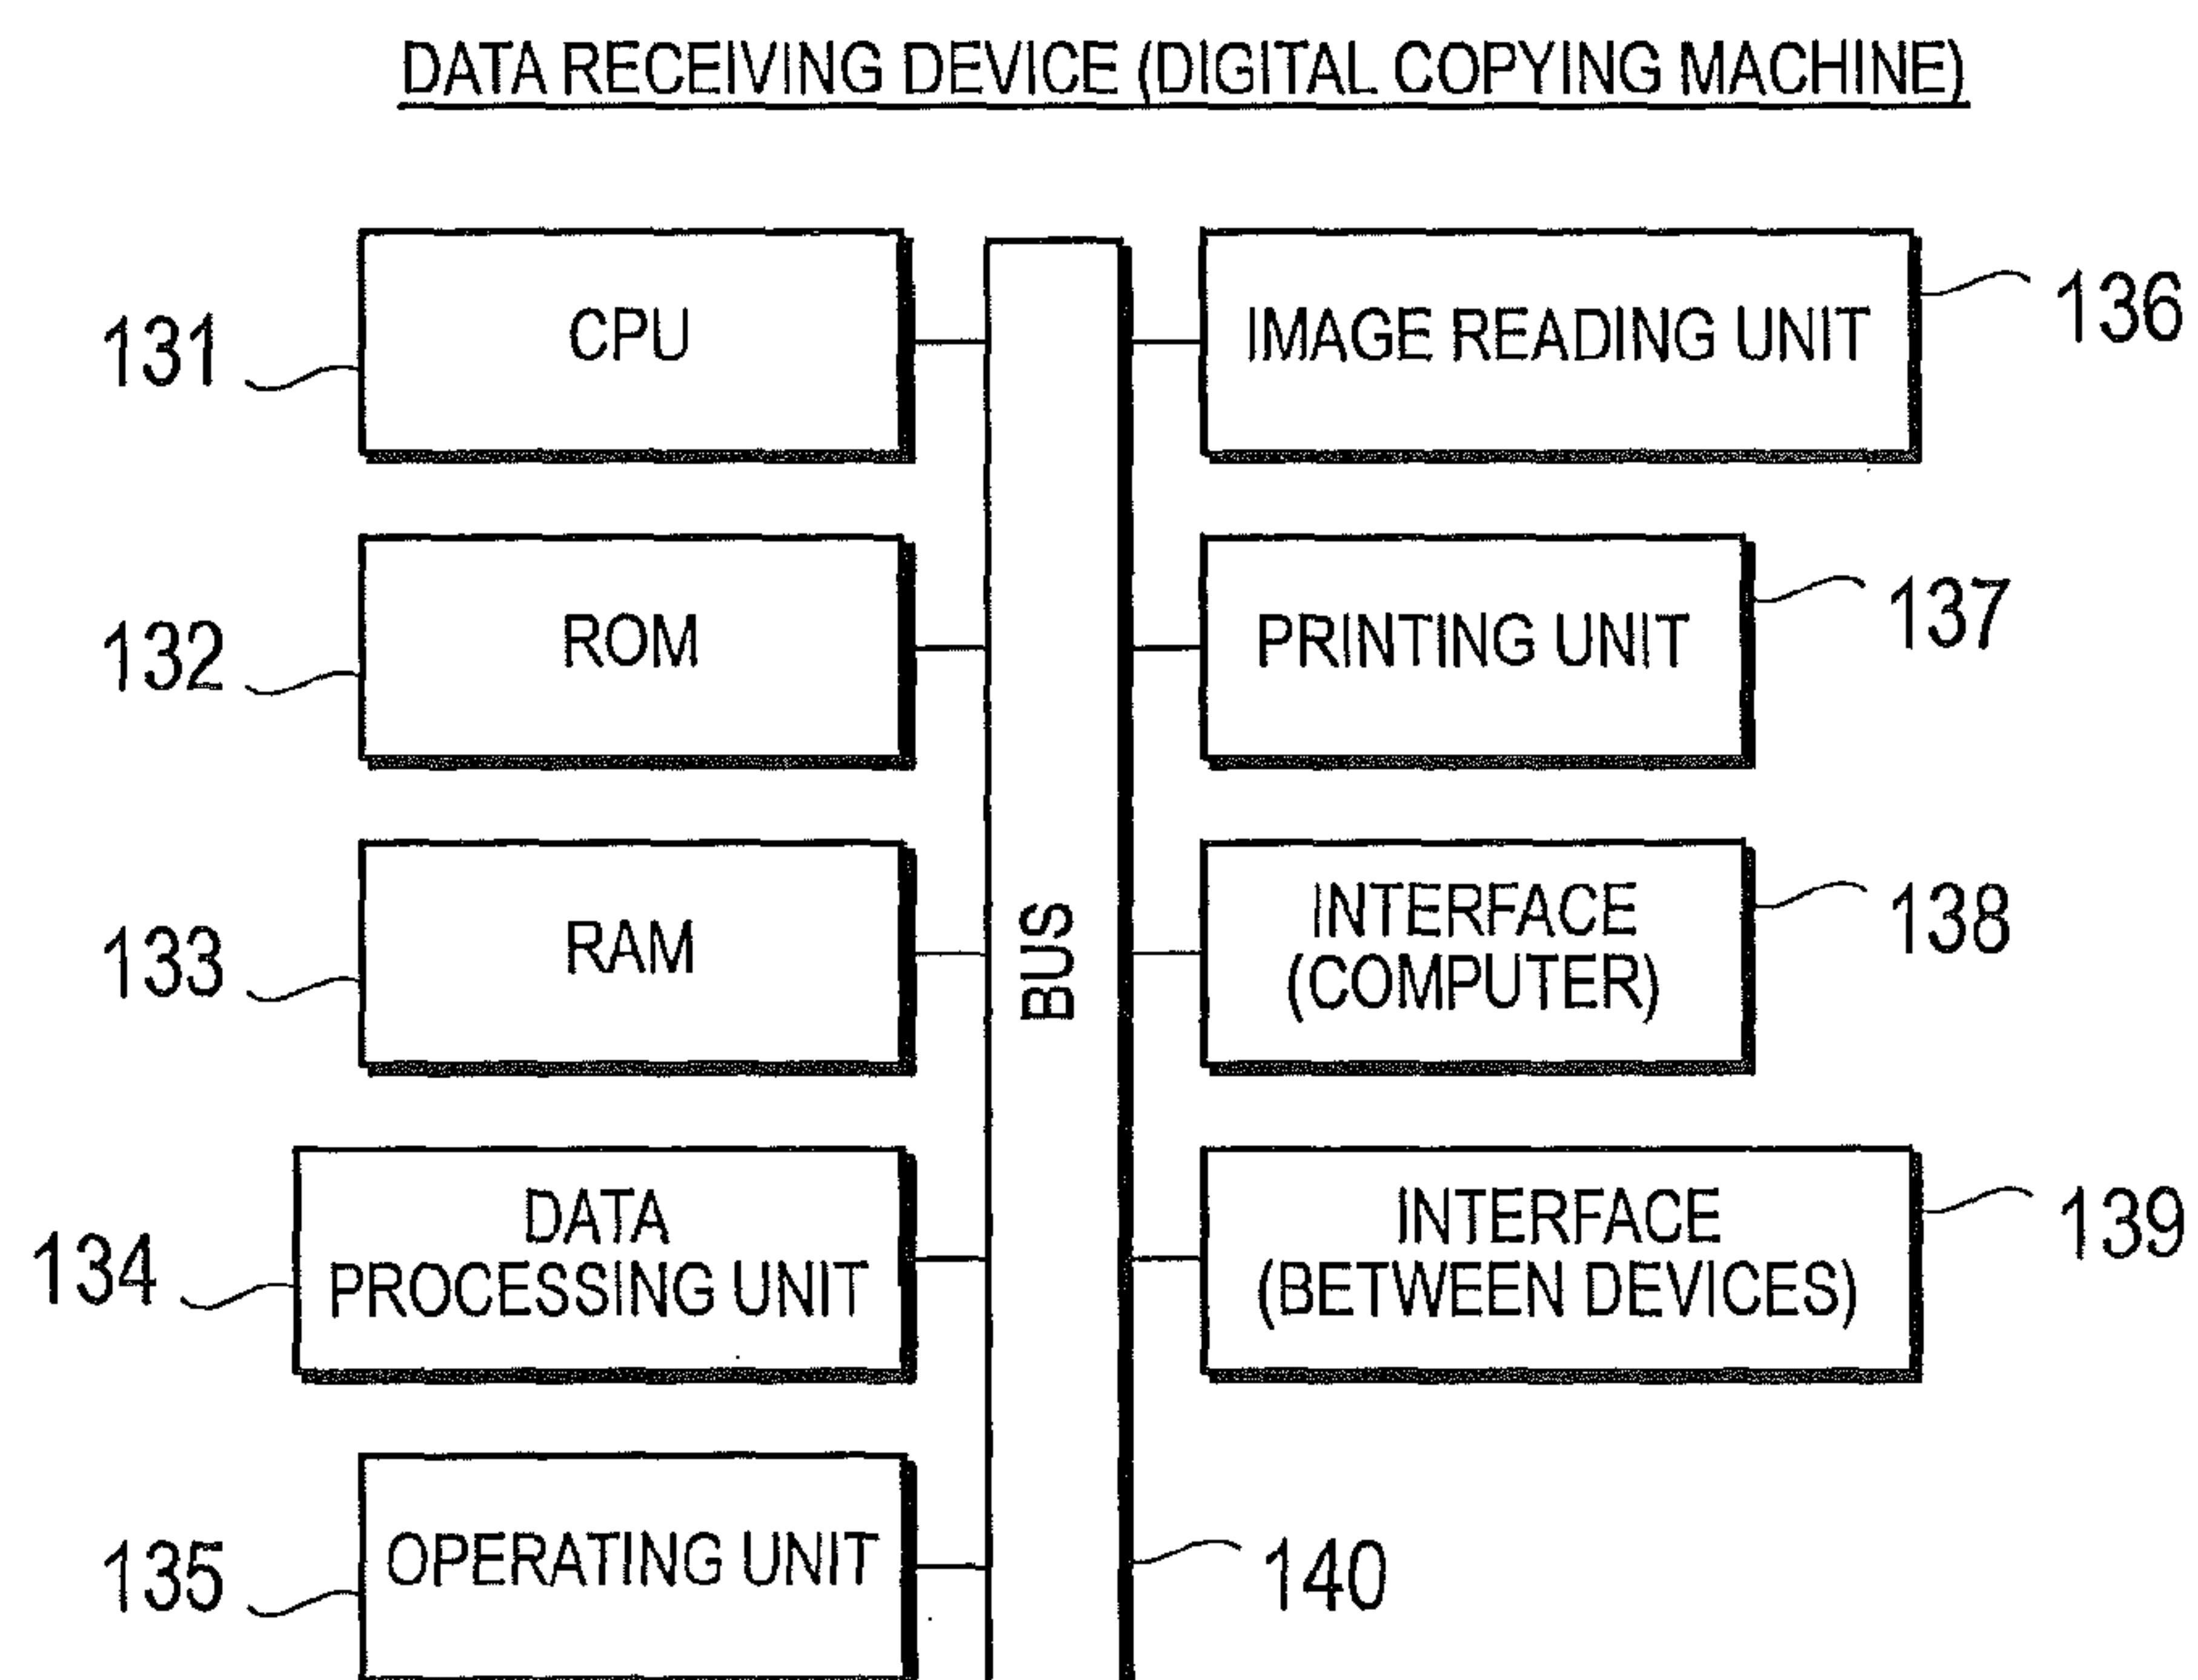 DATA RECEIVING DEVICE (DIGITAL COPYING MACHINE)
131
CPU
132
ROM
133
RAM
134
DATA
PROCESSING UNIT
135
OPERATING UNIT
BUS
140
IMAGE READING UNIT
136
PRINTING UNIT
137
INTERFACE
(COMPUTER)
138
INTERFACE
(BETWEEN DEVICES)
139